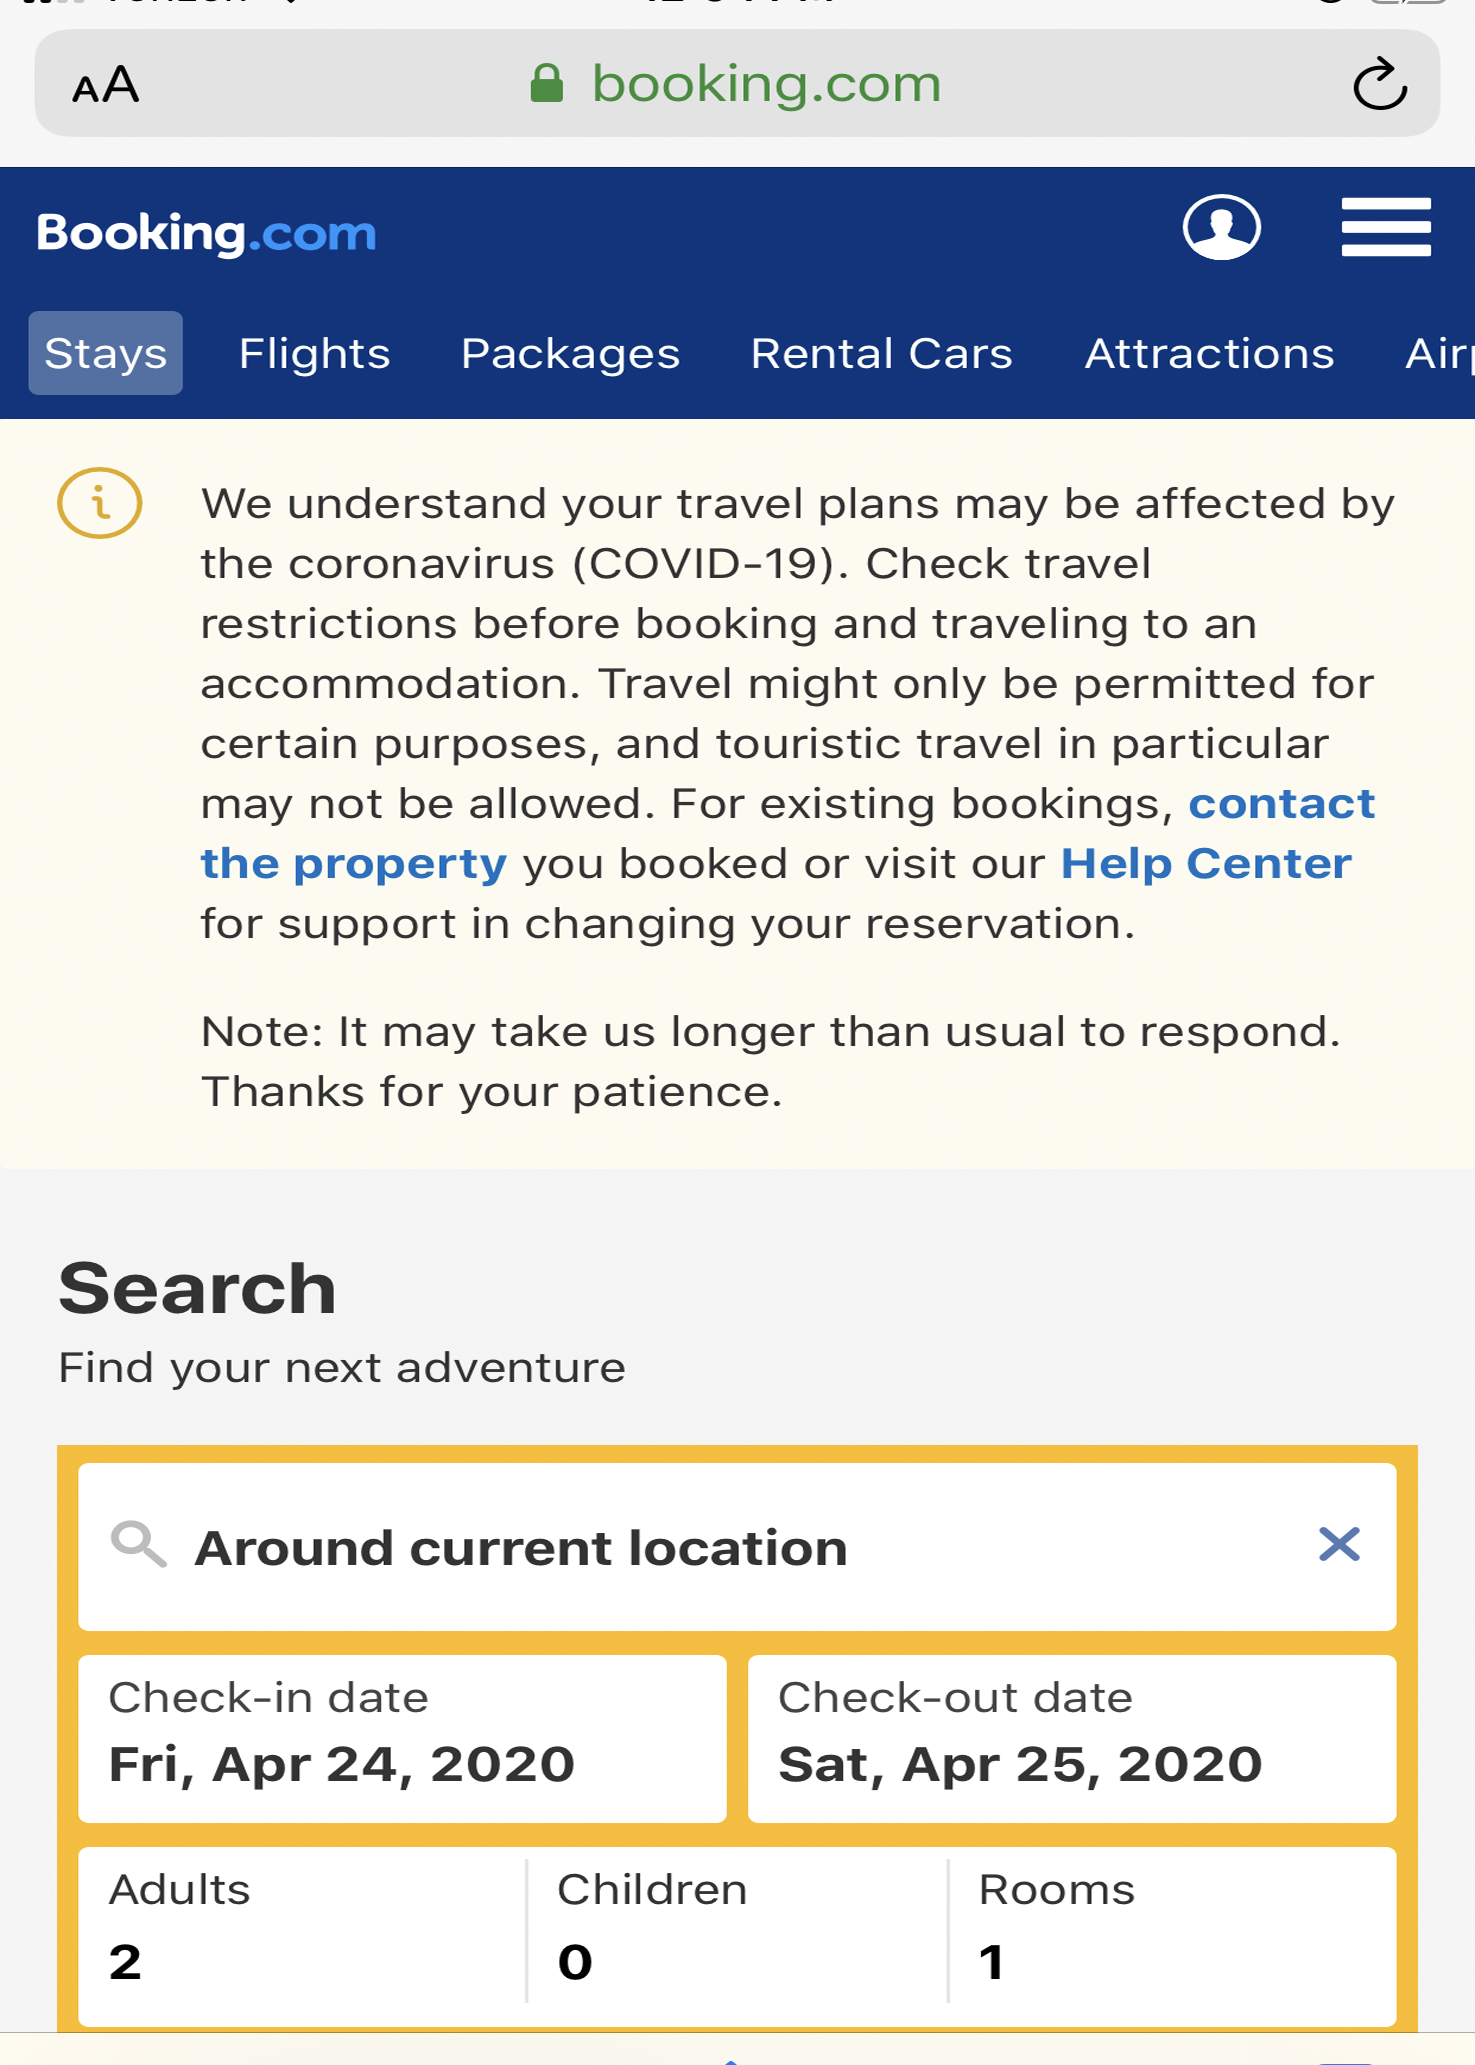 AA booking.com
Booking.com
Stays Flights Packages Rental Cars Attractions
We understand your travel plans may be affected by
the coronavirus (COVID-19). Check travel
restrictions before booking and traveling to an
accommodation. Travel might only be permitted for
certain purposes, and touristic travel in particular
may not be allowed. For existing bookings, contact
the property you booked or visit our Help Center
for support in changing your reservation.
Note: It may take us longer than usual to respond.
Thanks for your patience.
Search
Find your next adventure
Around current location
Check-in date Check-out date
Fri, Apr 24, 2020 Sat, Apr 25, 2020
Adults Children Rooms
2 0 1